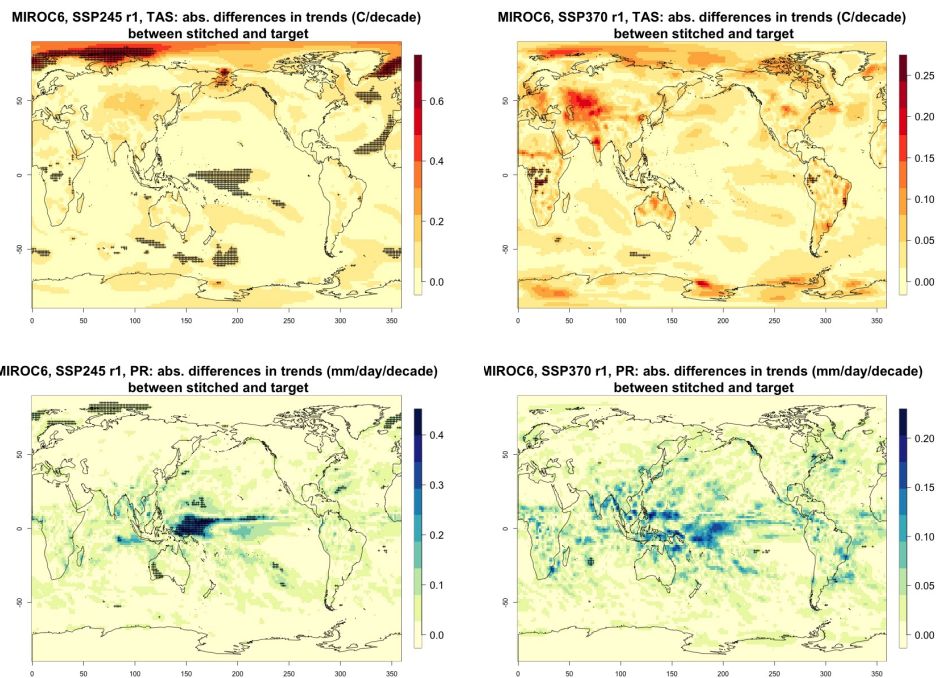 MIROC6, SSP245 r1, TAS: abs. differences in trends (C/decade)
between stitched and target
50
0
-50
0 50 100 150 200 250 300 350
0.6
0.4
0.2
0.0
MIROC6, SSP370 r1, TAS: abs. differences in trends (C/decade)
between stitched and target
50
0
-50
0 50 100 150 200 250 300 350
0.25
0.20
0.15
0.10
0.05
0.00
MIROC6, SSP245 r1, PR: abs. differences in trends (mm/day/decade)
between stitched and target
50
0
-50
0 50 100 150 200 250 300 350
0.4
0.3
0.2
0.1
0.0
MIROC6, SSP370 r1, PR: abs. differences in trends (mm/day/decade)
between stitched and target
50
0
-50
0 50 100 150 200 250 300 350
0.20
0.15
0.10
0.05
0.00